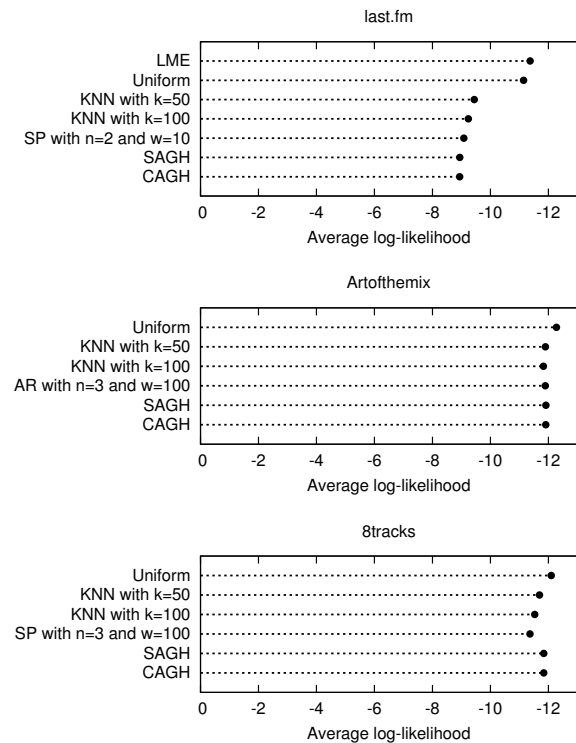 last.fm
LME
Uniform
KNN with k=50
KNN with k=100
SP with n=2 and w=10
SAGH
CAGH
0 -2 -4 -6 -8 -10 -12
Average log-likelihood
Artofthemix
Uniform
KNN with k=50
KNN with k=100
AR with n=3 and w=100
SAGH
CAGH
0 -2 -4 -6 -8 -10 -12
Average log-likelihood
8tracks
Uniform
KNN with k=50
KNN with k=100
SP with n=3 and w=100
SAGH
CAGH
0 -2 -4 -6 -8 -10 -12
Average log-likelihood